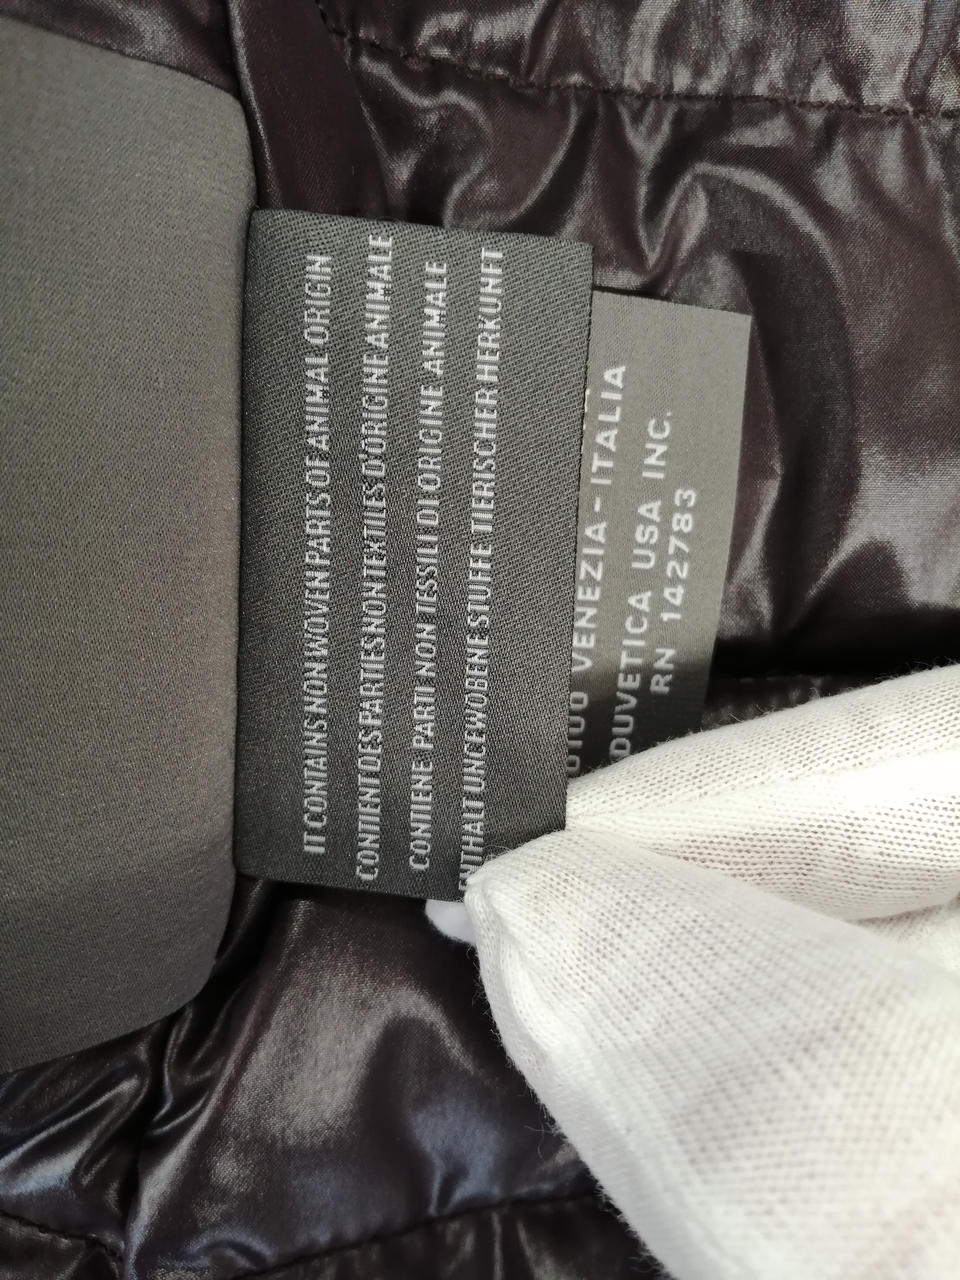 IT CONTAINS NON WOVEN PARTS OF ANIMAL ORIGIN
CONTIENT DES PARTIES NON TEXTILES D'ORIGINE ANIMALE
CONTIENE PARTI NON TESSILI DI ORIGINE ANIMALE
ENTHALT UNGEWOBENE STUFFE TIERISCHER HERKUNFT
VENEZIA - ITALIA
DUVETICA USA INC.
RN 142783